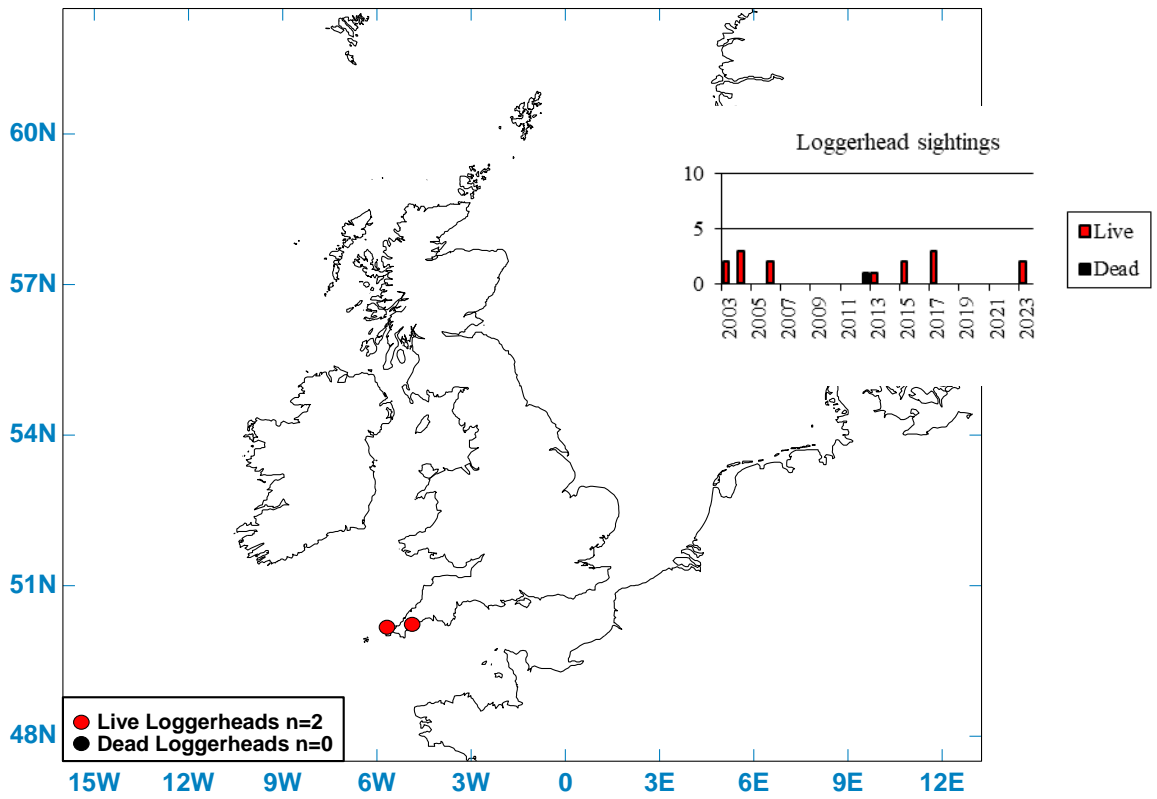 60N
57N
54N
51N
48N
Loggerhead sightings
10
5
0
2003 2005 2007 2009 2011 2013 2015 2017 2019 2021 2023
Live
Dead
Live Loggerheads n=2
Dead Loggerheads n=0
15W 12W 9W 6W 3W 0 3E 6E 9E 12E